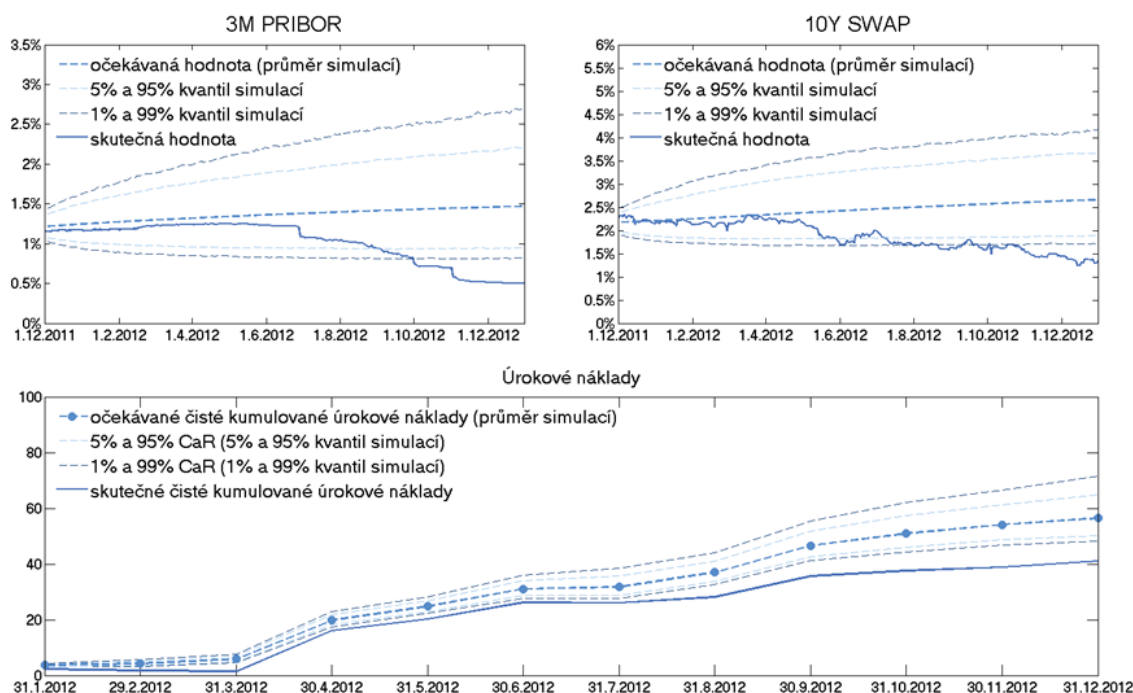 3M PRIBOR
3.5%
3%
2.5%
2%
1.5%
1%
0.5%
0%
očekávaná hodnota (průměr simulací)
5% a 95% kvantil simulací
1% a 99% kvantil simulací
skutečná hodnota
1.12.2011 1.2.2012 1.4.2012 1.6.2012 1.8.2012 1.10.2012 1.12.2012
10Y SWAP
6%
5.5%
5%
4.5%
4%
3.5%
3%
2.5%
2%
1.5%
1%
0.5%
0%
očekávaná hodnota (průměr simulací)
5% a 95% kvantil simulací
1% a 99% kvantil simulací
skutečná hodnota
1.12.2011 1.2.2012 1.4.2012 1.6.2012 1.8.2012 1.10.2012 1.12.2012
Úrokové náklady
100
80
60
40
20
0
očekávané čisté kumulované úrokové náklady (průměr simulací)
5% a 95% CaR (5% a 95% kvantil simulací)
1% a 99% CaR (1% a 99% kvantil simulací)
skutečné čisté kumulované úrokové náklady
31.1.2012 29.2.2012 31.3.2012 30.4.2012 31.5.2012 30.6.2012 31.7.2012 31.8.2012 30.9.2012 31.10.2012 30.11.2012 31.12.2012